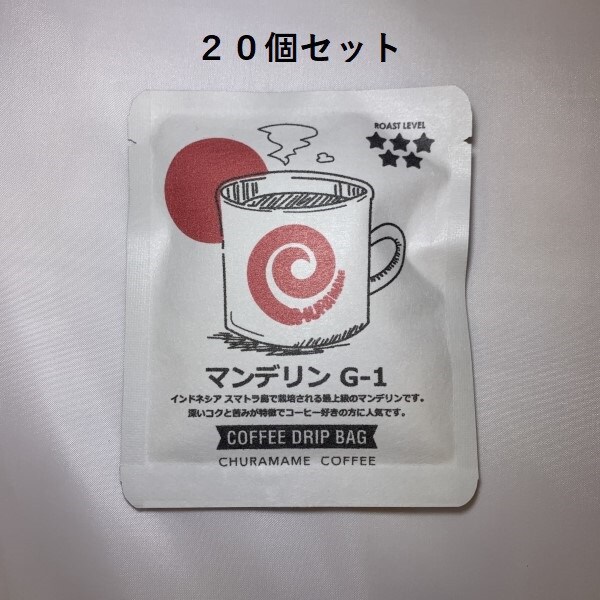 ２０個セット
ROAST LEVEL
CHURAMAME
マンデリン G-1
インドネシア スマトラ島で栽培される最上級のマンデリンです。
深いコクと苦みが特徴でコーヒー好きの方に人気です。
COFFEE DRIP BAG
CHURAMAME COFFEE